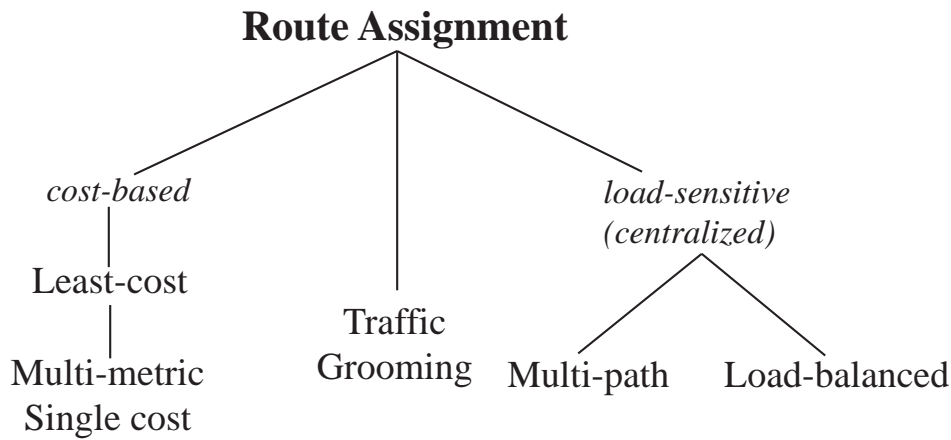 Route Assignment
cost-based
load-sensitive
(centralized)
Least-cost
Traffic
Grooming
Multi-metric
Single cost
Multi-path
Load-balanced